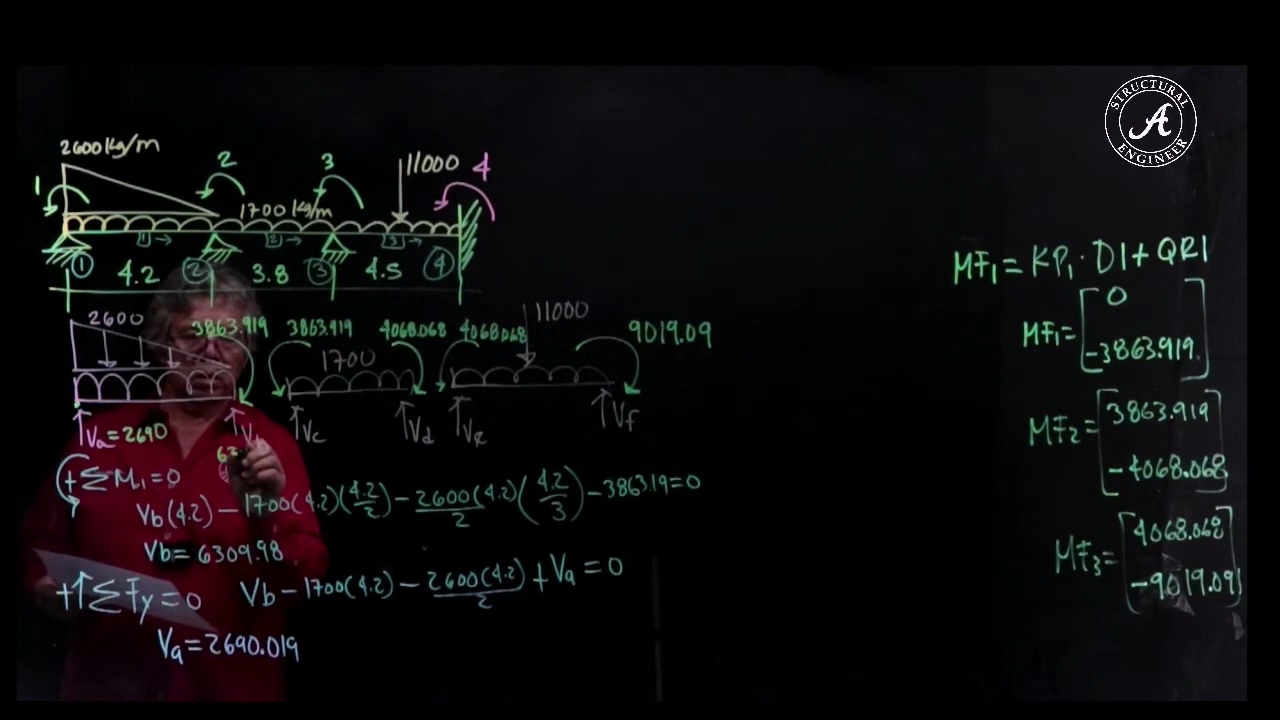 STRUCTURAL
A
ENGINEER
2600 Kg/m
1 2 3 11000 4
1700 Kg/m
1 → 2 → 3 →
1 4.2 2 3.8 3 4.5 4
2600 3863.919 3863.919 4068.068 4068.068 11000 9019.09
1700
Va=2690 Vc Vd Ve Vf
+ΣM1=0
Vb(4.2) - 1700(4.2)(4.2/2) - 2600(4.2)/2 (4.2/3) - 3863.19=0
Vb= 6309.98
+↑ΣFy=0 Vb-1700(4.2)-2600(4.2)/2 +Va=0
Va=2690.019
MF1=KP1·D1+QR1
MF1=[0
-3863.919]
MF2=[3863.919
-4068.068]
MF3=[4068.068
-9019.09]